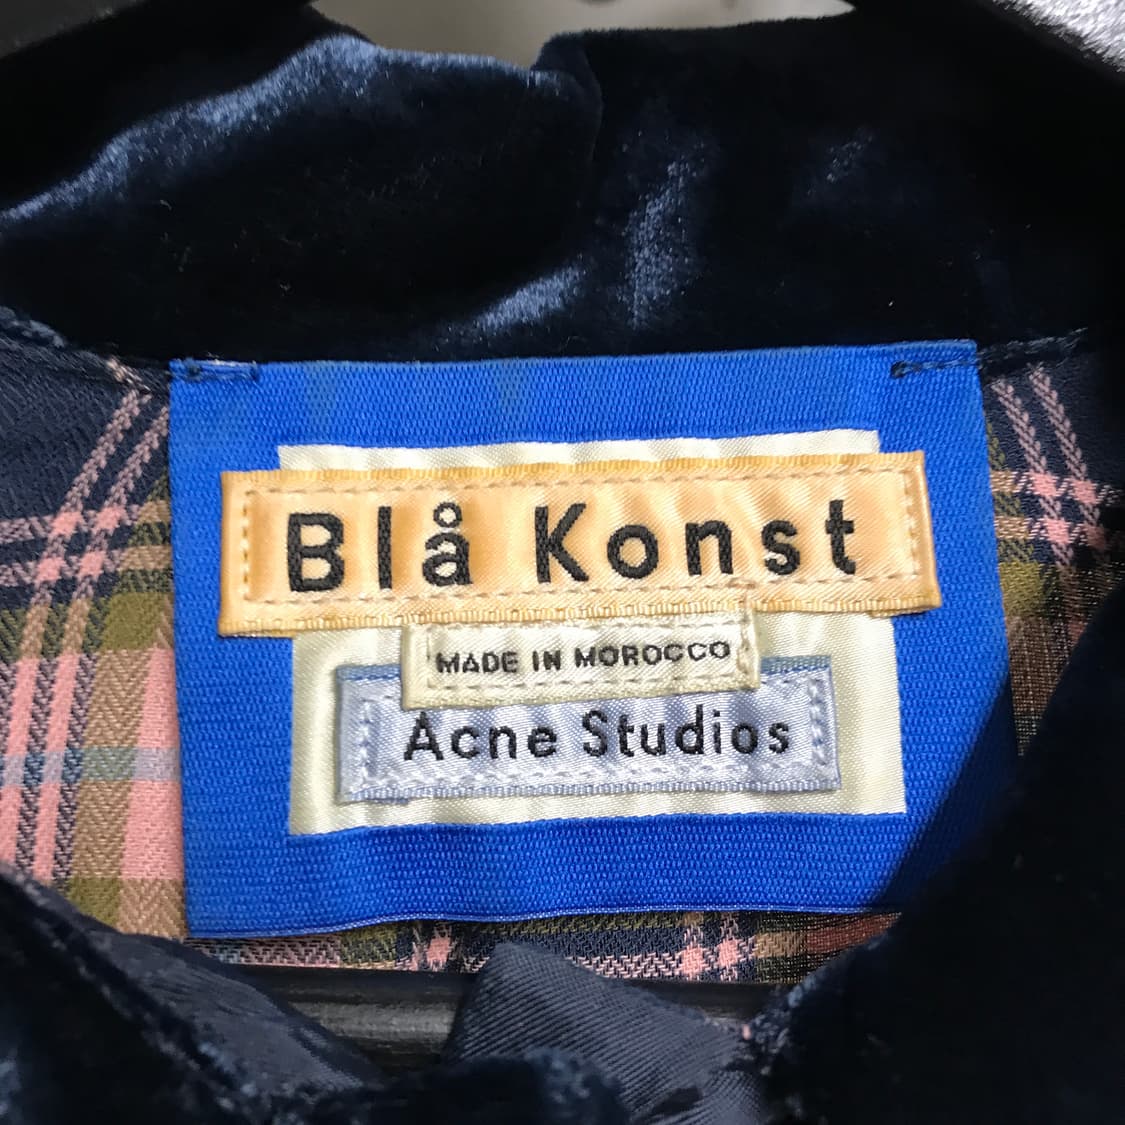 Blå Konst
MADE IN MOROCCO
Acne Studios